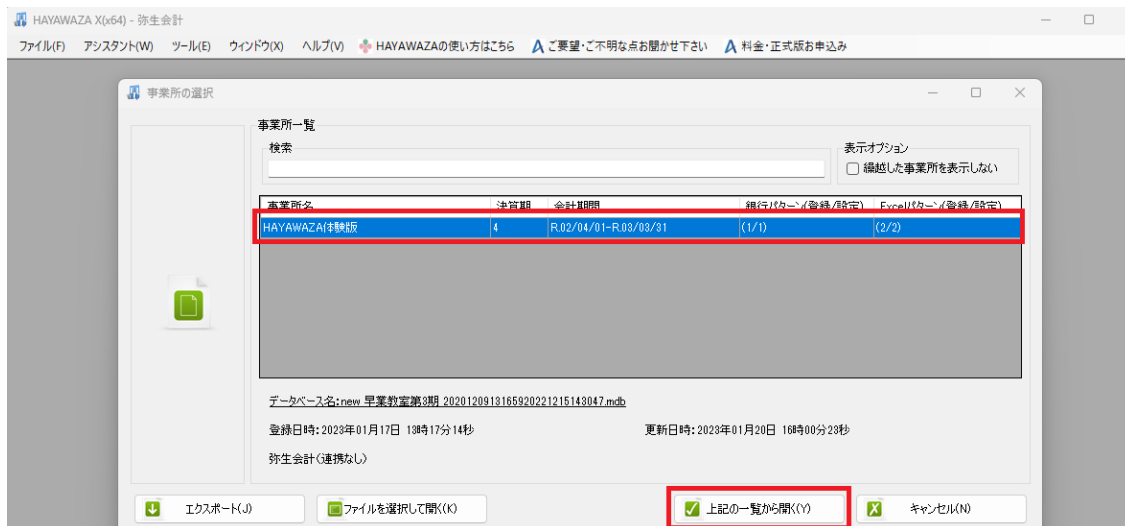 HAYAWAZA X(x64) - 弥生会計
ファイル(F) アシスタント(W) ツール(E) ウィンドウ(X) ヘルプ(V) HAYAWAZAの使い方はこちら ご要望・ご不明な点お聞かせ下さい 料金・正式版お申込み
事業所の選択
事業所一覧
検索
表示オプション
繰越した事業所を表示しない
事業所名 決算期 会計期間 銀行パターン(登録/設定) Excelパターン(登録/設定)
HAYAWAZA体験版 4 R.02/04/01-R.03/03/31 (1/1) (2/2)
データベース名:new 早業教室第3期 2020120913165920221215143047.mdb
登録日時:2023年01月17日 13時17分14秒 更新日時:2023年01月20日 16時00分23秒
弥生会計(連携なし)
エクスポート(J) ファイルを選択して開く(K) 上記の一覧から開く(Y) キャンセル(N)